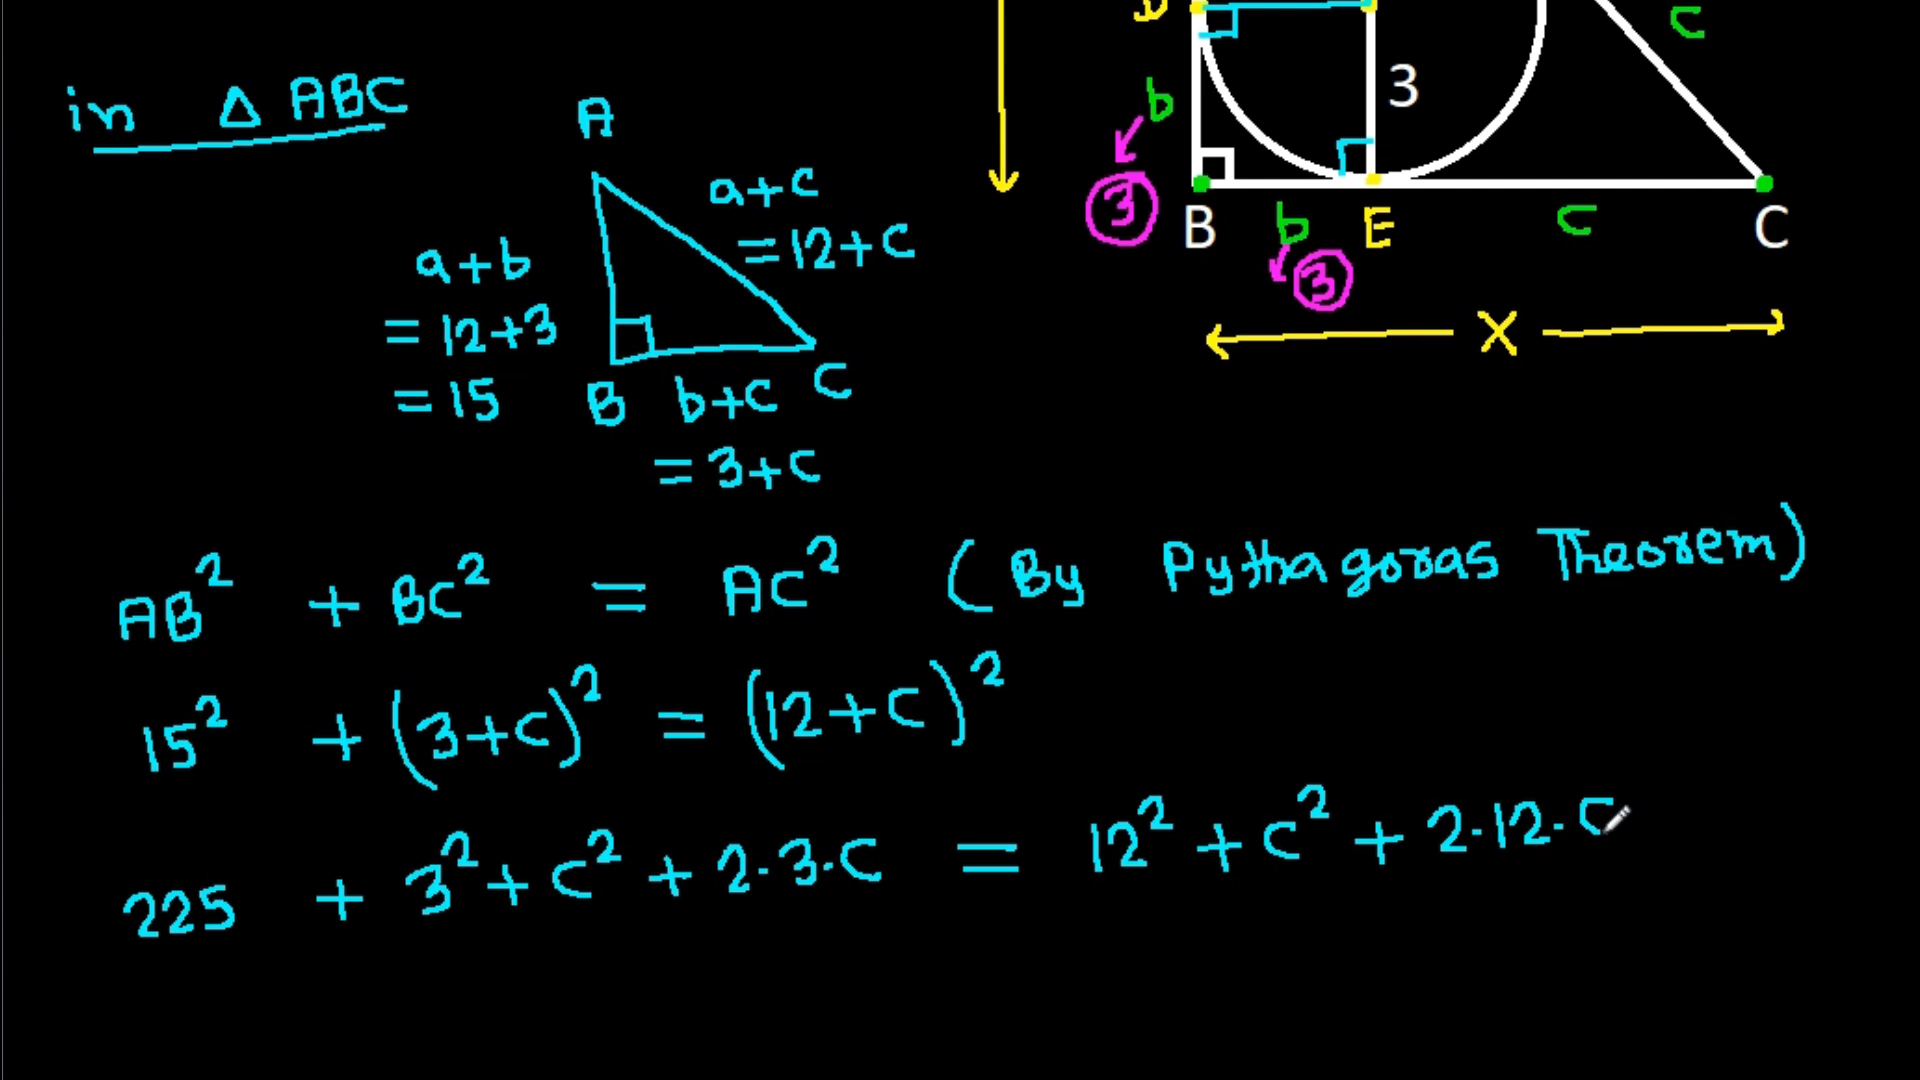 D
C
3
b
in Δ ABC
A
3
B
b
E
C
C
a+c
= 12+C
a+b
= 12+3
= 15
3
X
B
b+C
C
= 3+C
AB² + BC² = AC² (By Pythagoras Theorem)
15² + (3+C)² = (12+C)²
225 + 3² + C² + 2·3·C = 12² + C² + 2·12·C